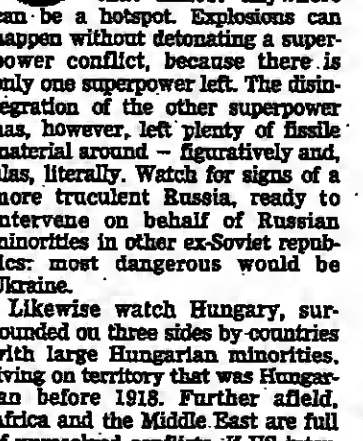 can be a hotspot. Explosions can
happen without detonating a super-
power conflict, because there is
only one superpower left. The disin-
tegration of the other superpower
has, however, left plenty of fissile
material around — figuratively and,
alas, literally. Watch for signs of a
more truculent Russia, ready to
intervene on behalf of Russian
minorities in other ex-Soviet repub-
lics: most dangerous would be
Ukraine.
Likewise watch Hungary, sur-
rounded on three sides by countries
with large Hungarian minorities,
living on territory that was Hungar-
ian before 1918. Further afield,
Africa and the Middle East are full